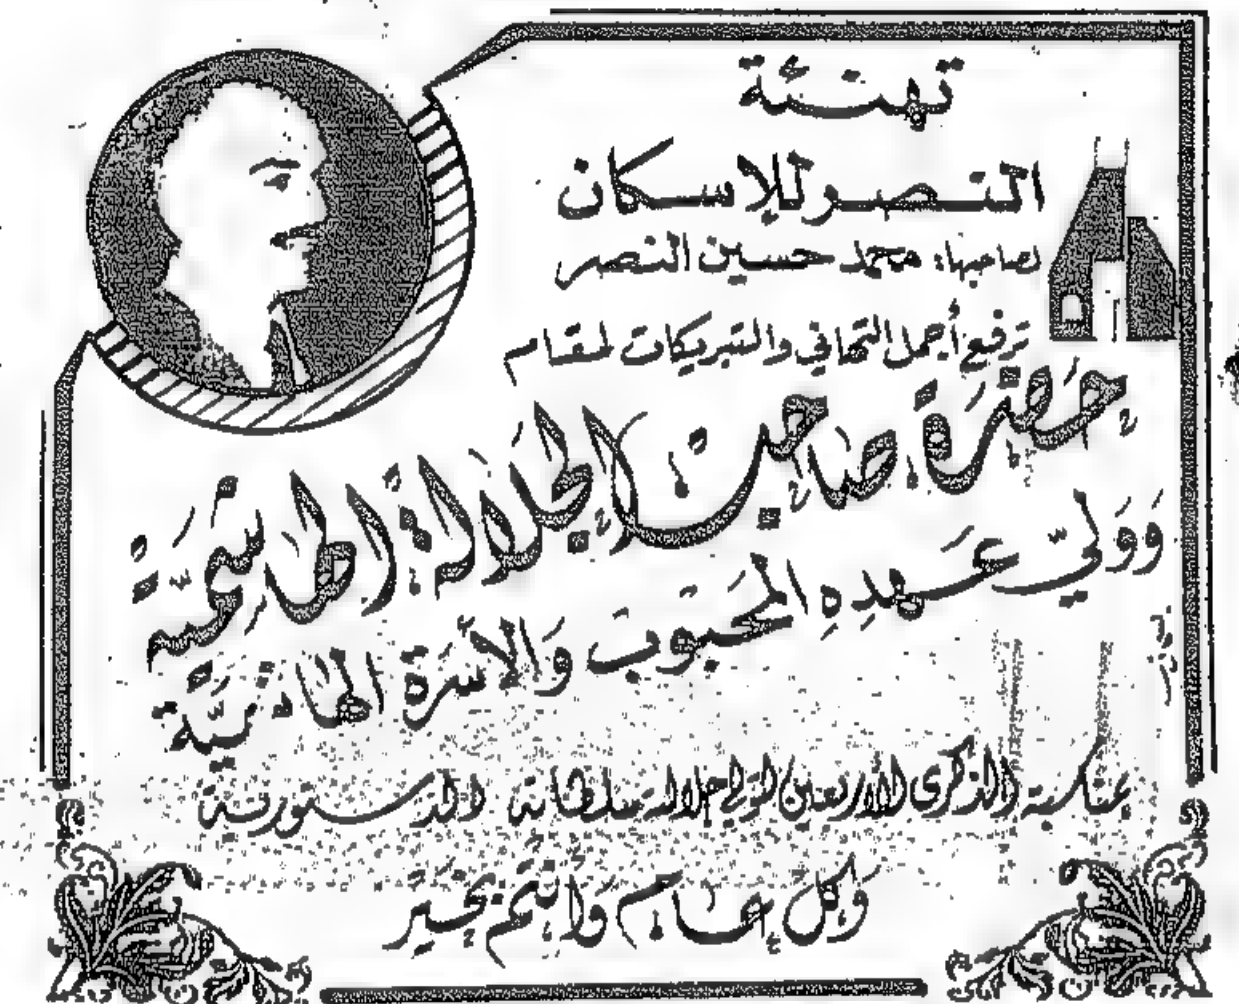 تهنئة
النصر للإسكان
لصاحبها: محمد حسين النصر
ترفع أجمل التهاني والتبريكات لمقام
حضرة صاحب الجلالة الهاشمية
وولي عهده المحبوب والأسرة الهاشمية
بمناسبة الذكرى الأربعين لتولي جلالته سلطاته الدستورية
وكل عام وأنتم بخير